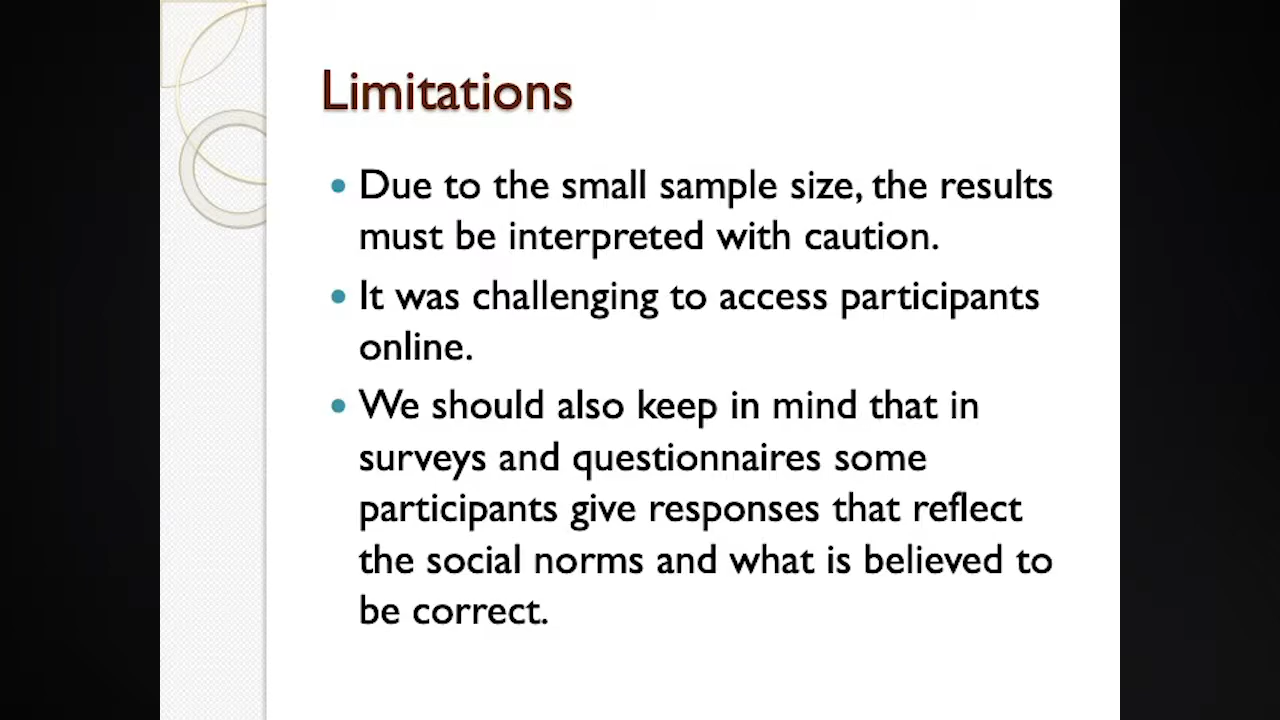 Limitations
• Due to the small sample size, the results
must be interpreted with caution.
• It was challenging to access participants
online.
• We should also keep in mind that in
surveys and questionnaires some
participants give responses that reflect
the social norms and what is believed to
be correct.